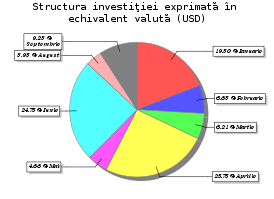 Structura investiţiei exprimată în
echivalent valută (USD)
9.25 %
Septembrie
5.95 % August
24.75 % Iunie
4.66 % Mai
19.50 % Ianuarie
6.65 % Februarie
6.21 % Martie
25.75 % Aprilie